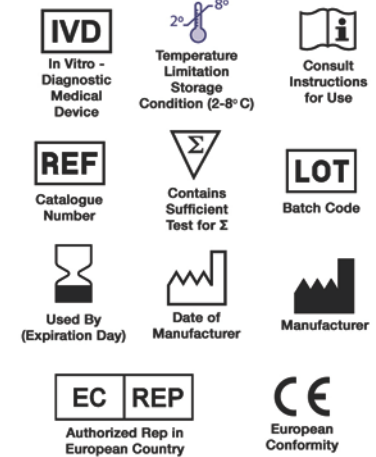 IVD
In Vitro -
Diagnostic
Medical
Device
2° 8°
Temperature
Limitation
Storage
Condition (2-8°C)
i
Consult
Instructions
for Use
REF
Catalogue
Number
Σ
Contains
Sufficient
Test for Σ
LOT
Batch Code
Used By
(Expiration Day)
Date of
Manufacturer
Manufacturer
EC REP
Authorized Rep in
European Country
CE
European
Conformity